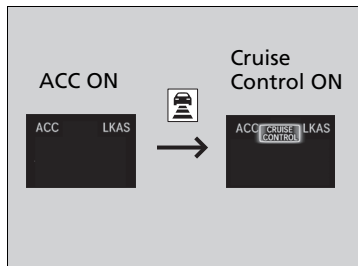 ACC ON
Cruise
Control ON
ACC LKAS
ACC CRUISE CONTROL LKAS